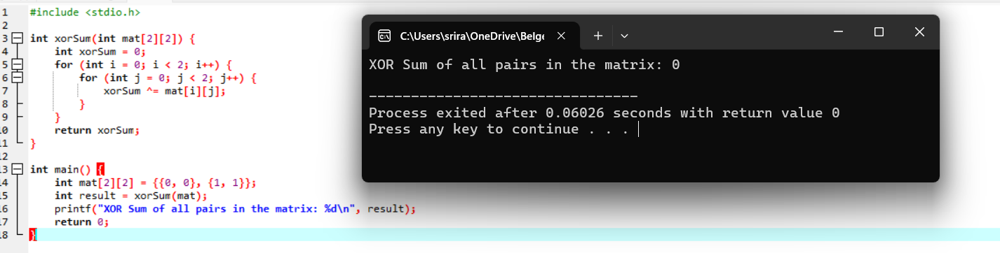 1 #include <stdio.h>
2
3 int xorSum(int mat[2][2]) {
4 int xorSum = 0;
5 for (int i = 0; i < 2; i++) {
6 for (int j = 0; j < 2; j++) {
7 xorSum ^= mat[i][j];
8 }
9 }
10 return xorSum;
11 }
12
13 int main() {
14 int mat[2][2] = {{0, 0}, {1, 1}};
15 int result = xorSum(mat);
16 printf("XOR Sum of all pairs in the matrix: %d\n", result);
17 return 0;
18 }
C:\Users\srira\OneDrive\Belge
XOR Sum of all pairs in the matrix: 0
--------------------------------
Process exited after 0.06026 seconds with return value 0
Press any key to continue . . .